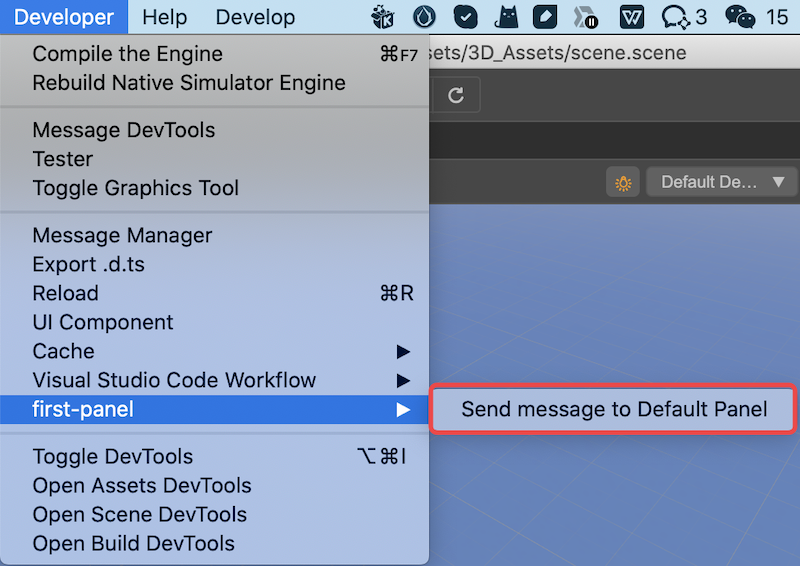 Developer Help Develop 3 15
Compile the Engine ⌘F7
sets/3D_Assets/scene.scene
Rebuild Native Simulator Engine
Message DevTools
Tester
Toggle Graphics Tool
Default De...
Message Manager
Export .d.ts
Reload ⌘R
UI Component
Cache
Visual Studio Code Workflow
first-panel
Send message to Default Panel
Toggle DevTools ⌥⌘I
Open Assets DevTools
Open Scene DevTools
Open Build DevTools